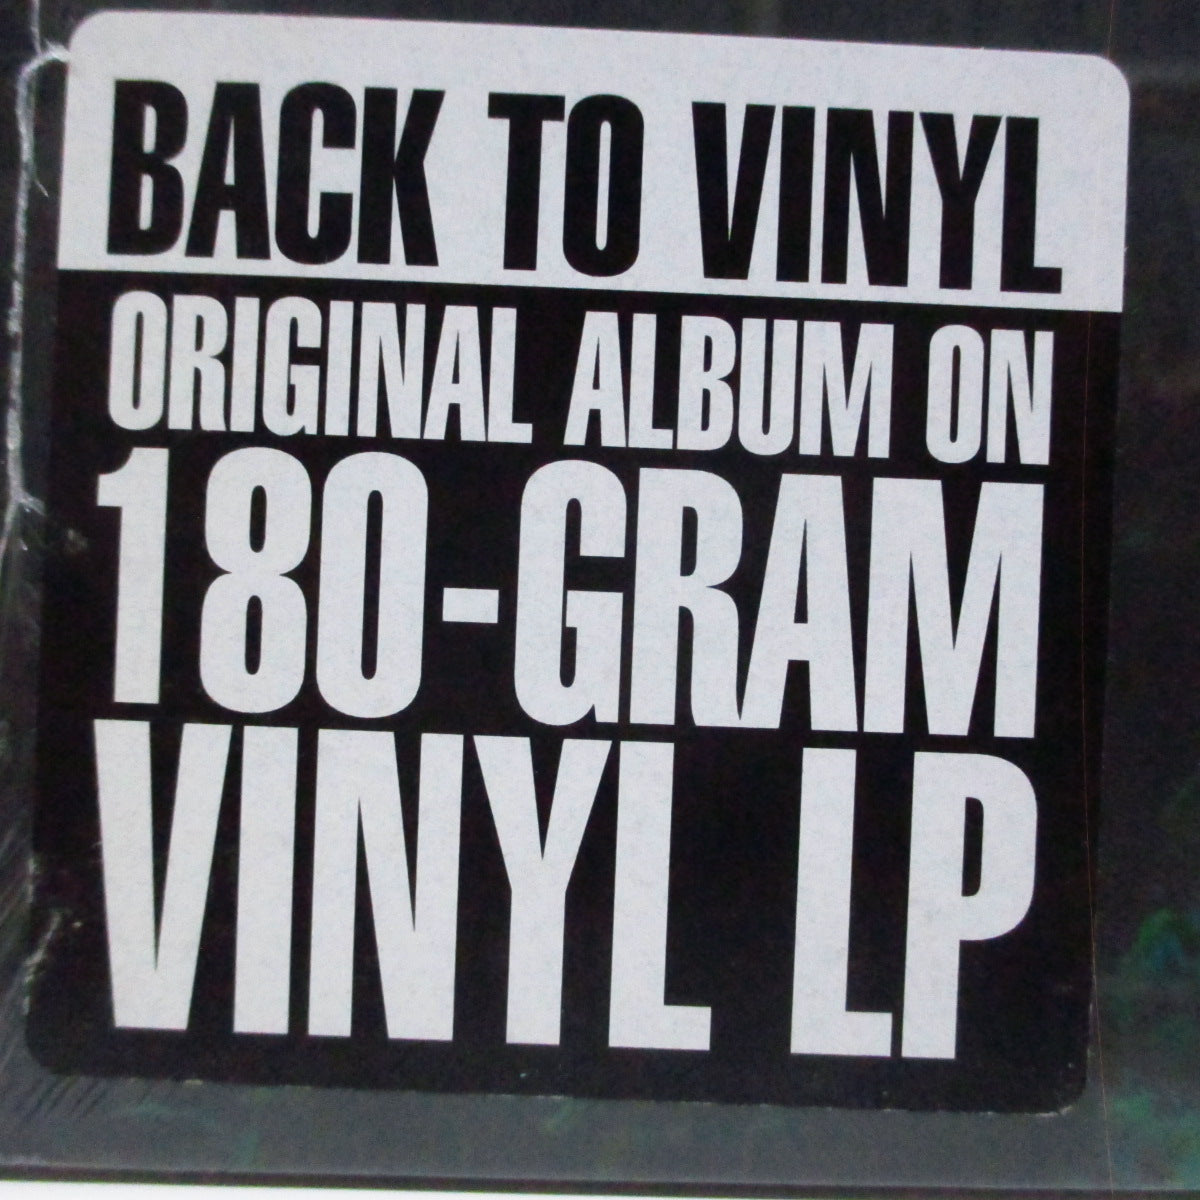 BACK TO VINYL
ORIGINAL ALBUM ON
180-GRAM
VINYL LP